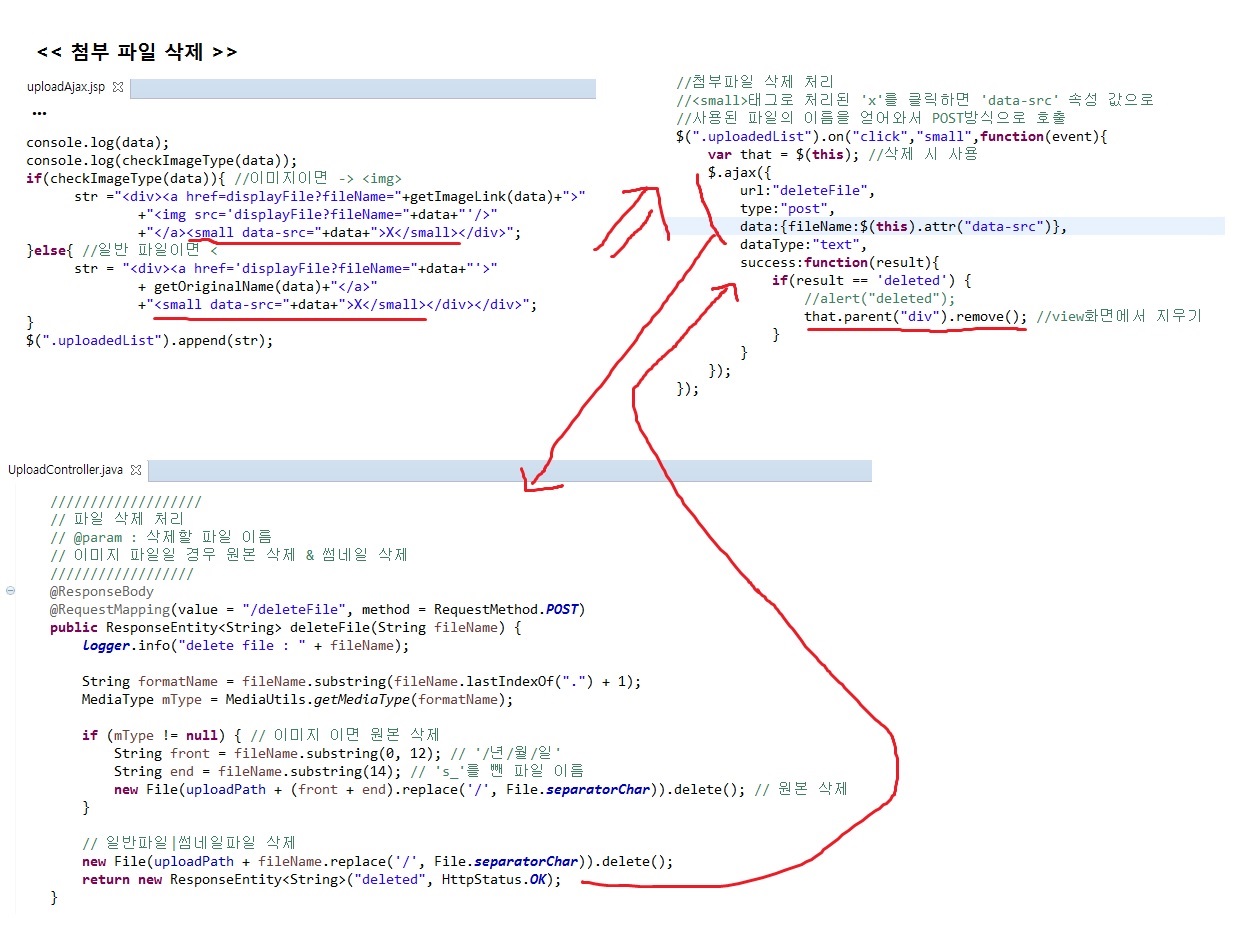 << 첨부 파일 삭제 >>
uploadAjax.jsp
...
console.log(data);
console.log(checkImageType(data));
if(checkImageType(data)){ //이미지이면 -> <img>
str ="<div><a href=displayFile?fileName="+getImageLink(data)+">"
+"<img src='displayFile?fileName="+data+"'/>"
+"</a><small data-src="+data+">X</small></div>";
}else{ //일반 파일이면 <
str = "<div><a href='displayFile?fileName="+data+"'>"
+ getOriginalName(data)+"</a>"
+"<small data-src="+data+">X</small></div></div>";
}
$(".uploadedList").append(str);
//첨부파일 삭제 처리
//<small>태그로 처리된 'x'를 클릭하면 'data-src' 속성 값으로
//사용된 파일의 이름을 얻어와서 POST방식으로 호출
$(".uploadedList").on("click","small",function(event){
var that = $(this); //삭제 시 사용
$.ajax({
url:"deleteFile",
type:"post",
data:{fileName:$(this).attr("data-src")},
dataType:"text",
success:function(result){
if(result == 'deleted') {
//alert("deleted");
that.parent("div").remove(); //view화면에서 지우기
}
}
});
});
UploadController.java
///////////////////
// 파일 삭제 처리
// @param : 삭제할 파일 이름
// 이미지 파일일 경우 원본 삭제 & 썸네일 삭제
//////////////////
@ResponseBody
@RequestMapping(value = "/deleteFile", method = RequestMethod.POST)
public ResponseEntity<String> deleteFile(String fileName) {
logger.info("delete file : " + fileName);
String formatName = fileName.substring(fileName.lastIndexOf(".") + 1);
MediaType mType = MediaUtils.getMediaType(formatName);
if (mType != null) { // 이미지 이면 원본 삭제
String front = fileName.substring(0, 12); // '/년/월/일'
String end = fileName.substring(14); // 's_'를 뺀 파일 이름
new File(uploadPath + (front + end).replace('/', File.separatorChar)).delete(); // 원본 삭제
}
// 일반파일|썸네일파일 삭제
new File(uploadPath + fileName.replace('/', File.separatorChar)).delete();
return new ResponseEntity<String>("deleted", HttpStatus.OK);
}